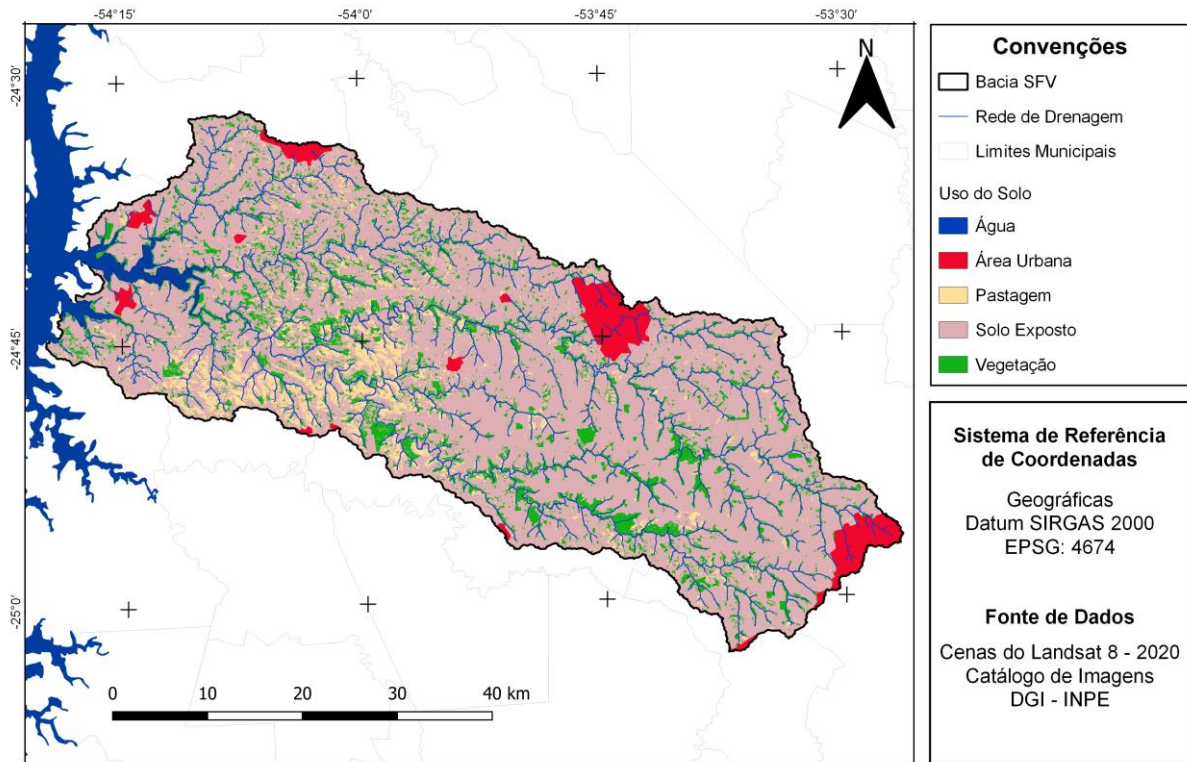 -54°15'
-54°0'
-53°45'
-53°30'
-24°30'
-24°45'
-25°0'
N
0
10
20
30
40 km
Convenções
Bacia SFV
Rede de Drenagem
Limites Municipais
Uso do Solo
Água
Área Urbana
Pastagem
Solo Exposto
Vegetação
Sistema de Referência
de Coordenadas
Geográficas
Datum SIRGAS 2000
EPSG: 4674
Fonte de Dados
Cenas do Landsat 8 - 2020
Catálogo de Imagens
DGI - INPE